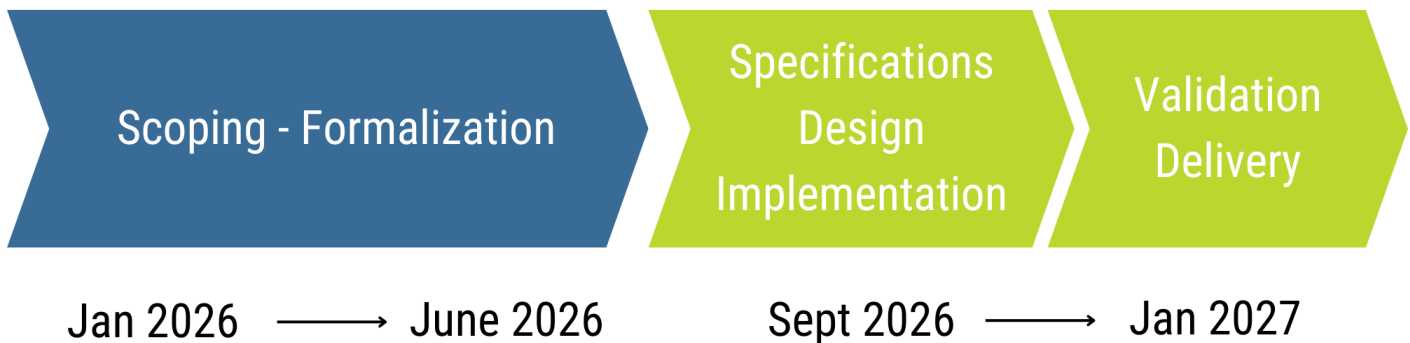 Scoping - Formalization
Specifications
Design
Implementation
Validation
Delivery
Jan 2026 → June 2026
Sept 2026 → Jan 2027